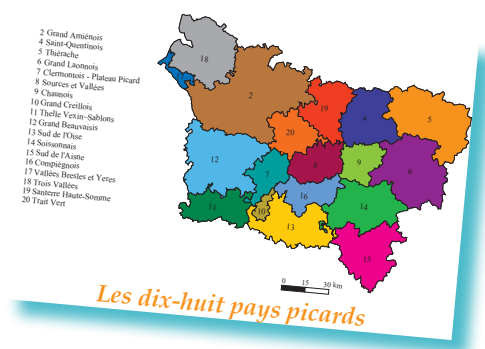 2 Grand Amiénois
4 Saint-Quentinois
5 Thiérache
6 Grand Laonnois
7 Clermontois - Plateau Picard
8 Sources et Vallées
9 Chaunois
10 Grand Creillois
11 Thelle Vexin–Sablons
12 Grand Beauvaisis
13 Sud de l'Oise
14 Soissonnais
15 Sud de l'Aisne
16 Compiégnois
17 Vallées Bresles et Yeres
18 Trois Vallées
19 Santerre Haute-Somme
20 Trait Vert
18
2
19
4
5
20
12
7
8
9
6
16
11
10
13
14
15
0 15 30 km
Les dix-huit pays picards